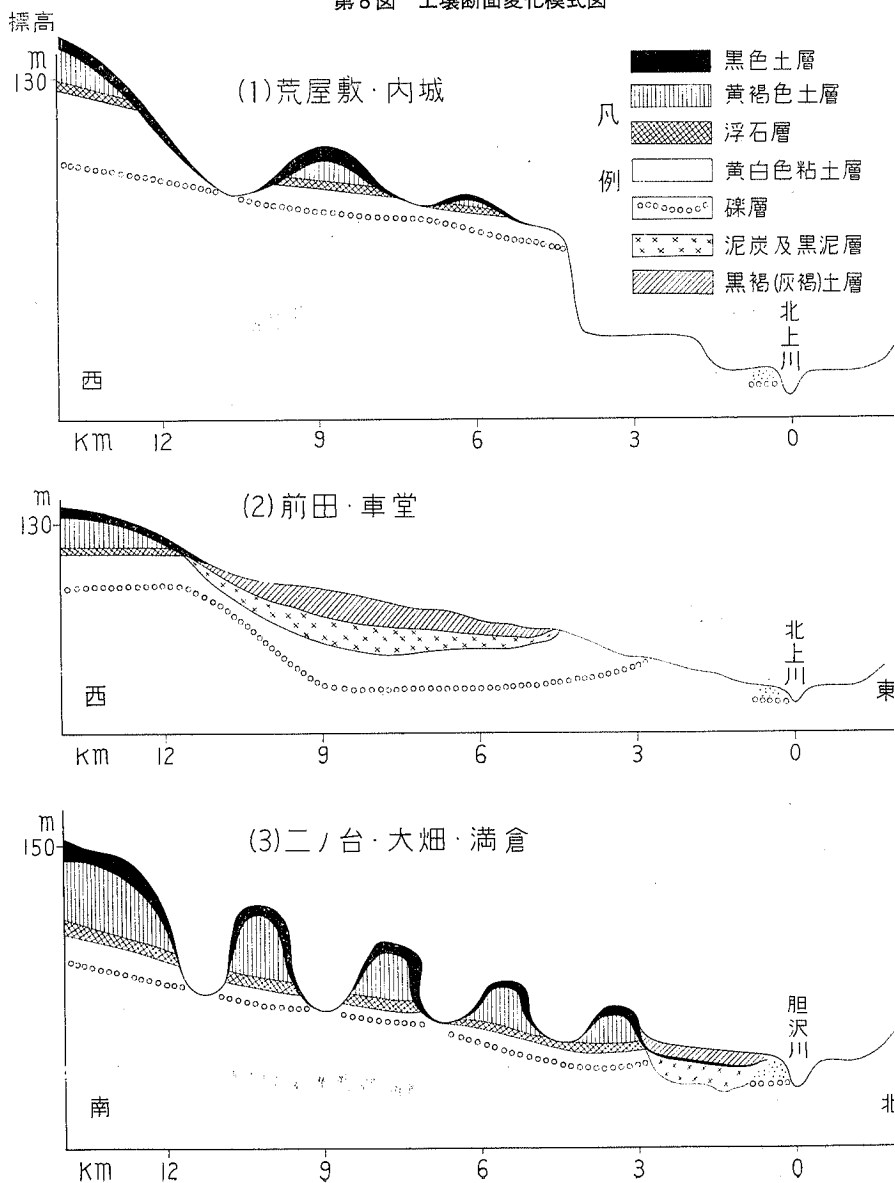 第8図 土壌断面変化模式図
標高
m
130
(1)荒屋敷・内城
凡例
黒色土層
黄褐色土層
浮石層
黄白色粘土層
礫層
泥炭及黒泥層
黒褐(灰褐)土層
北上川
西
KM 12 9 6 3 0
m
130
(2)前田・車堂
北上川
西
東
KM 12 9 6 3 0
m
150
(3)二ノ台・大畑・満倉
胆沢川
南
北
KM 12 9 6 3 0